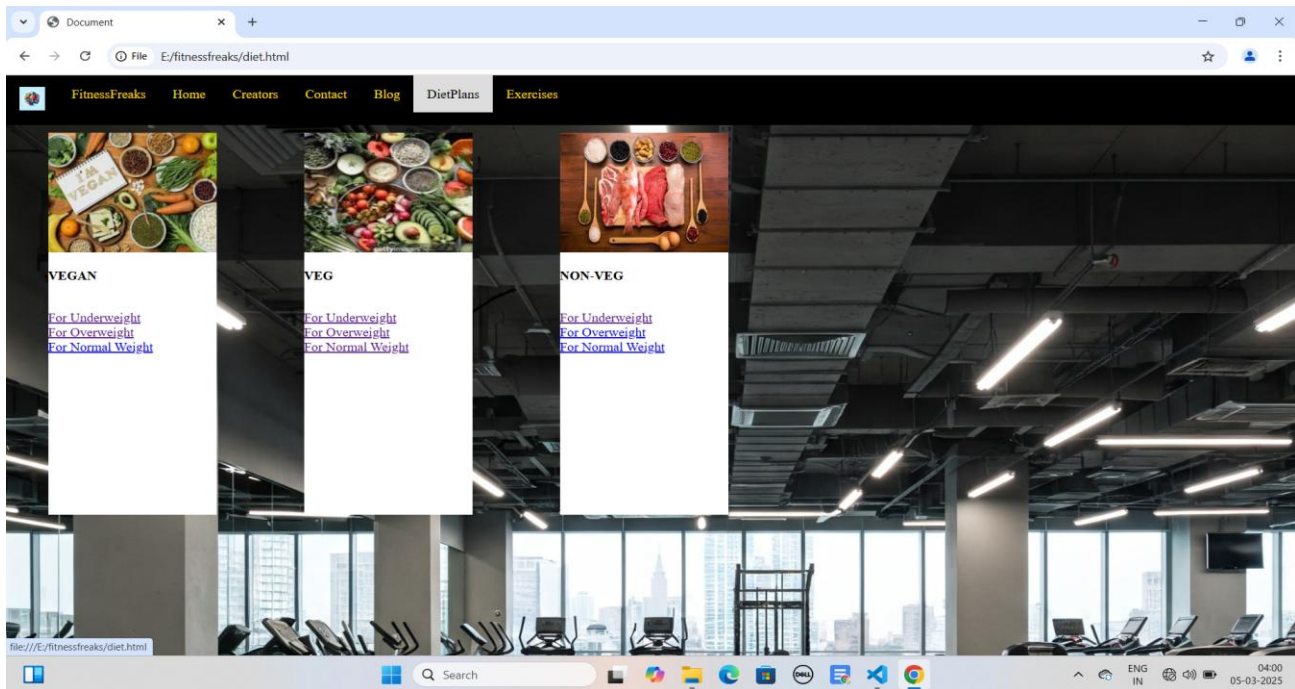 Document
File E:/fitnessfreaks/diet.html
FitnessFreaks Home Creators Contact Blog DietPlans Exercises
I'M
VEGAN
VEGAN
For Underweight
For Overweight
For Normal Weight
VEG
For Underweight
For Overweight
For Normal Weight
NON-VEG
For Underweight
For Overweight
For Normal Weight
file:///E:/fitnessfreaks/diet.html
Search
DELL
ENG
IN
04:00
05-03-2025